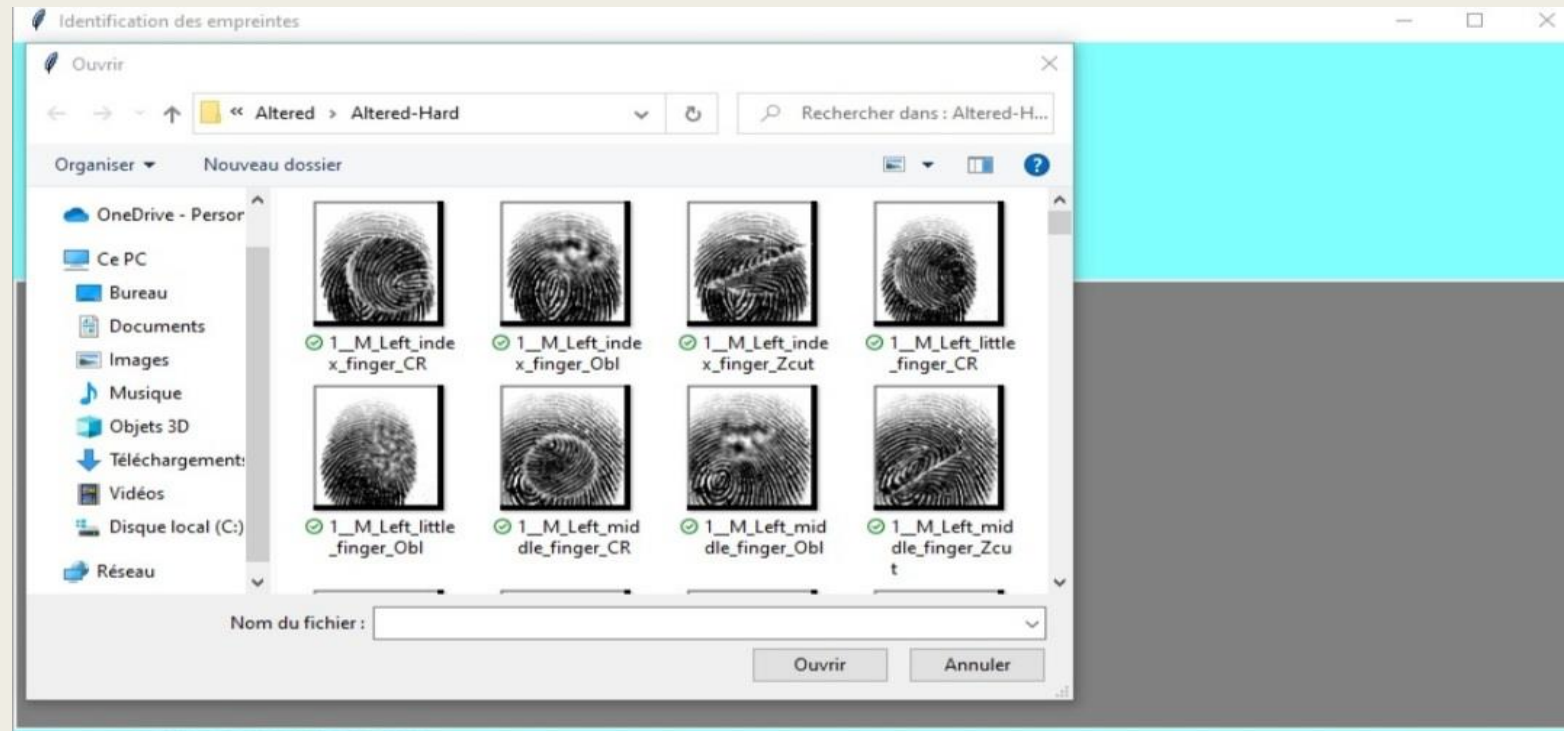 Identification des empreintes
Ouvrir
« Altered > Altered-Hard
Rechercher dans : Altered-H...
Organiser
Nouveau dossier
?
OneDrive - Person
Ce PC
Bureau
Documents
Images
Musique
Objets 3D
Téléchargements
Vidéos
Disque local (C:)
Réseau
1__M_Left_inde
x_finger_CR
1__M_Left_inde
x_finger_Obl
1__M_Left_inde
x_finger_Zcut
1__M_Left_little
_finger_CR
1__M_Left_little
_finger_Obl
1__M_Left_mid
dle_finger_CR
1__M_Left_mid
dle_finger_Obl
1__M_Left_mid
dle_finger_Zcu
t
Nom du fichier :
Ouvrir
Annuler